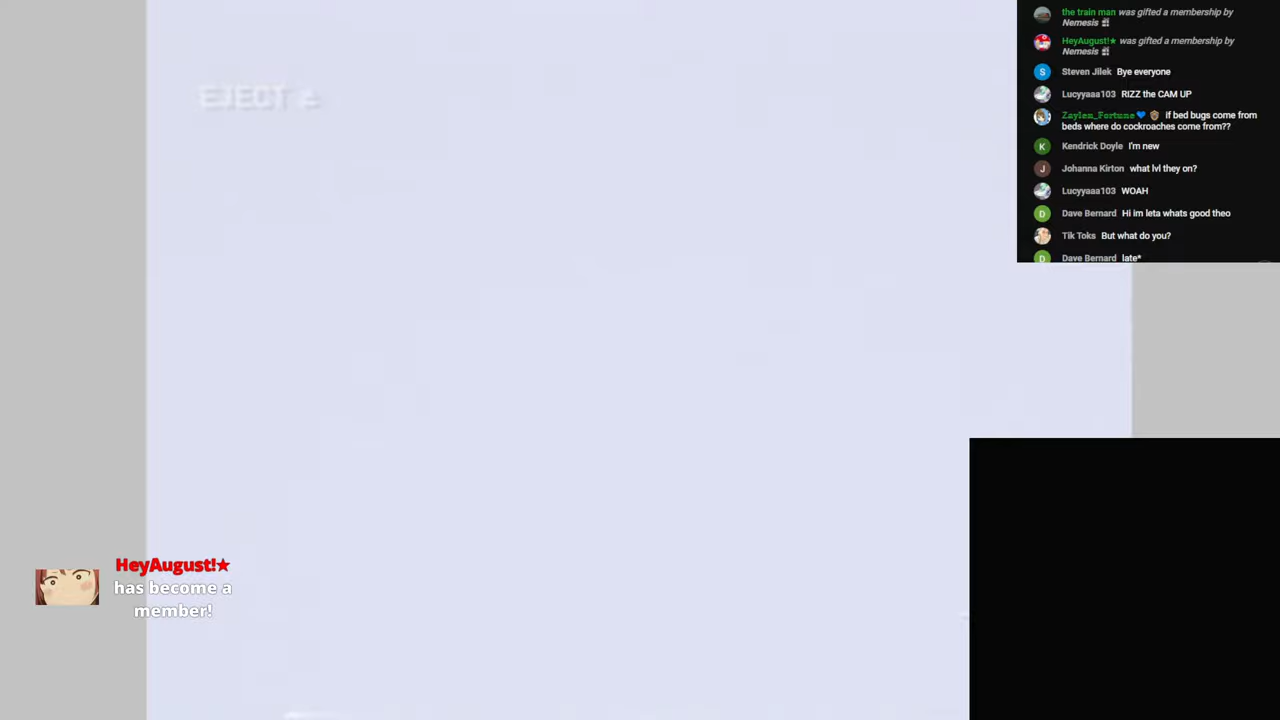 EJECT ≐
the train man was gifted a membership by
Nemesis
HeyAugust!★ was gifted a membership by
Nemesis
S Steven Jilek Bye everyone
Lucyyaaa103 RIZZ the CAM UP
Zaylen_Fortune if bed bugs come from
beds where do cockroaches come from??
K Kendrick Doyle I'm new
J Johanna Kirton what lvl they on?
Lucyyaaa103 WOAH
D Dave Bernard Hi im leta whats good theo
Tik Toks But what do you?
D Dave Bernard late*
HeyAugust!★
has become a
member!